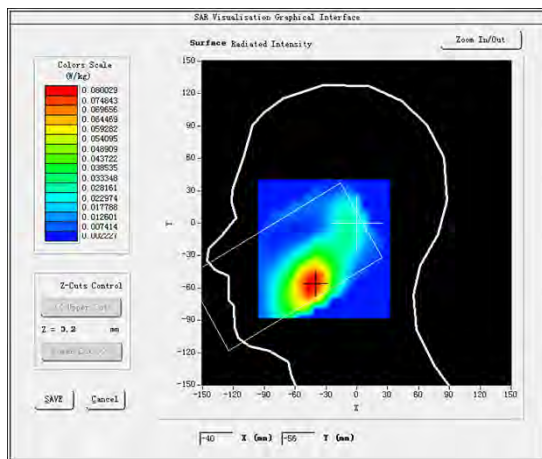 SAR Visualisation Graphical Interface
Surface Radiated Intensity
Zoom In/Out
Colors Scale
(W/kg)
0.080029
0.074843
0.069656
0.064469
0.059282
0.054095
0.048909
0.043722
0.038535
0.033348
0.028161
0.022974
0.017788
0.012601
0.007414
0.002227
150
120
90
60
30
0
-30
-60
-90
-120
-150
Y
-150 -120 -90 -60 -30 0 30 60 90 120 150
X
Z-Cuts Control
Z = 3.2 mm
SAVE
Cancel
-40 X (mm) -56 Y (mm)